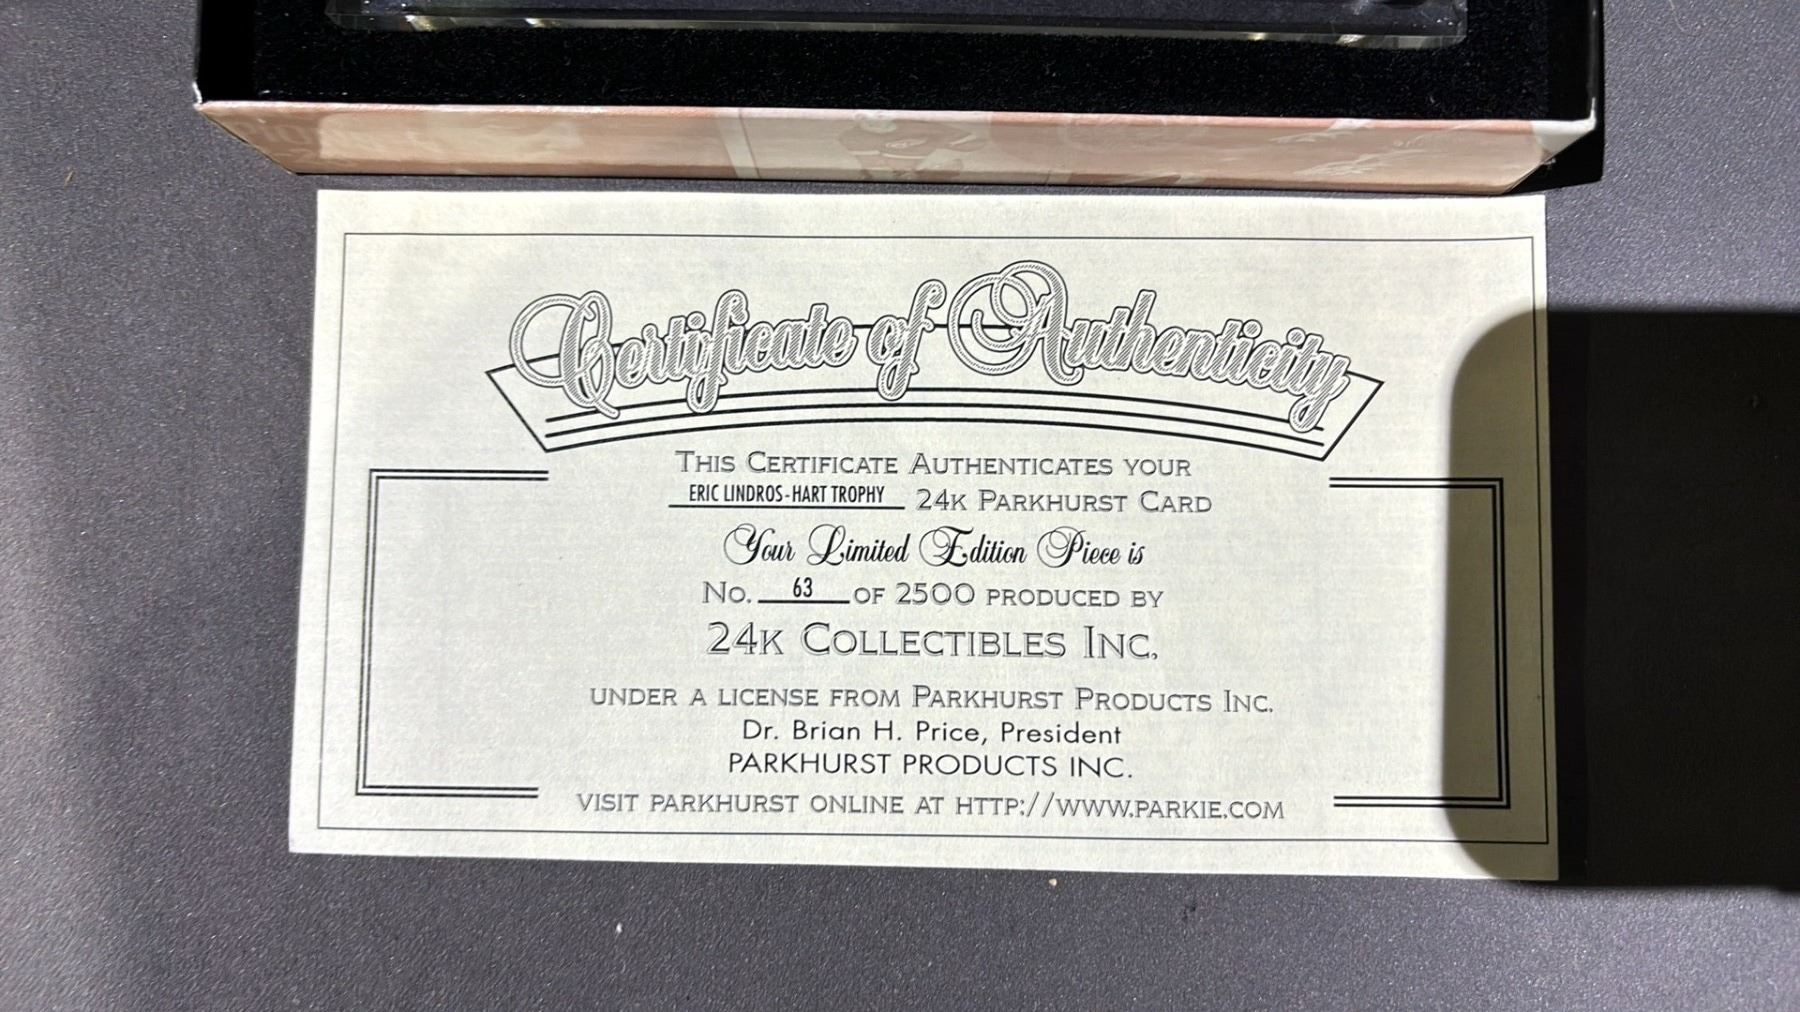 Certificate of Authenticity
THIS CERTIFICATE AUTHENTICATES YOUR
ERIC LINDROS-HART TROPHY 24K PARKHURST CARD
Your Limited Edition Piece is
No. 63 OF 2500 PRODUCED BY
24K COLLECTIBLES INC.
UNDER A LICENSE FROM PARKHURST PRODUCTS INC.
Dr. Brian H. Price, President
PARKHURST PRODUCTS INC.
VISIT PARKHURST ONLINE AT HTTP://WWW.PARKIE.COM